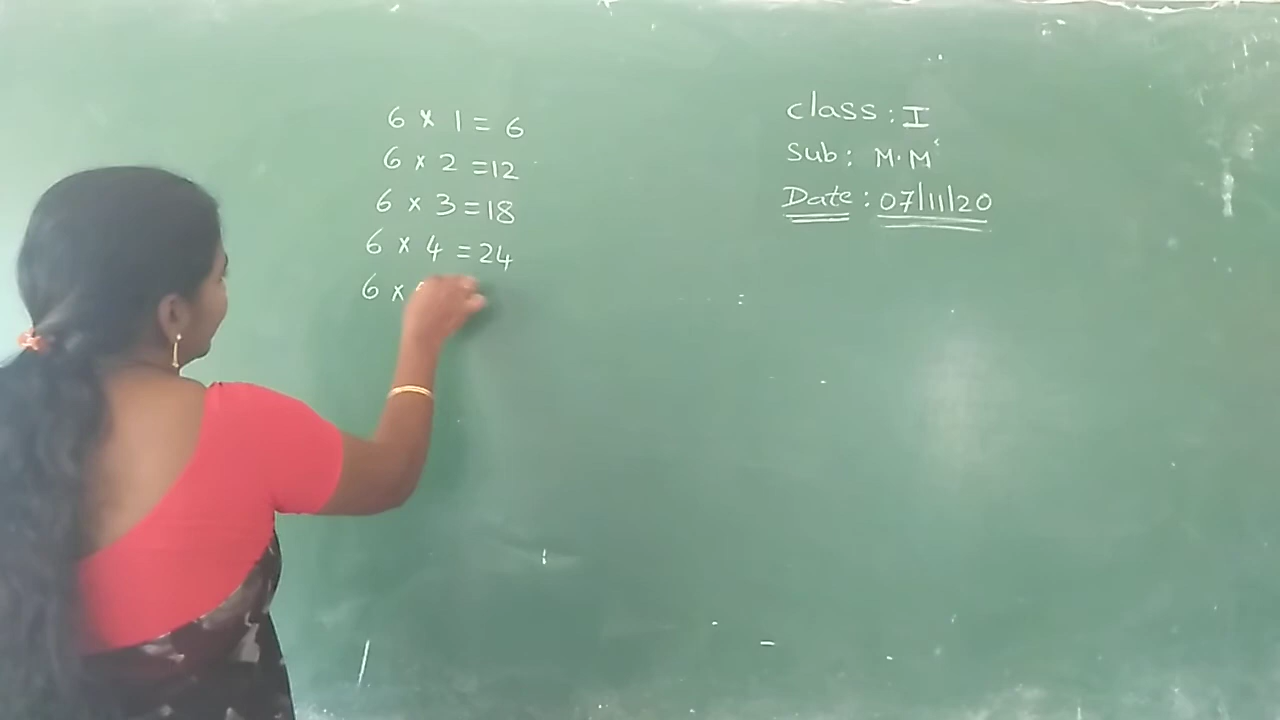 6 × 1 = 6
6 × 2 = 12
6 × 3 = 18
6 × 4 = 24
6 ×
class : I
Sub : M.M
Date : 07/11/20